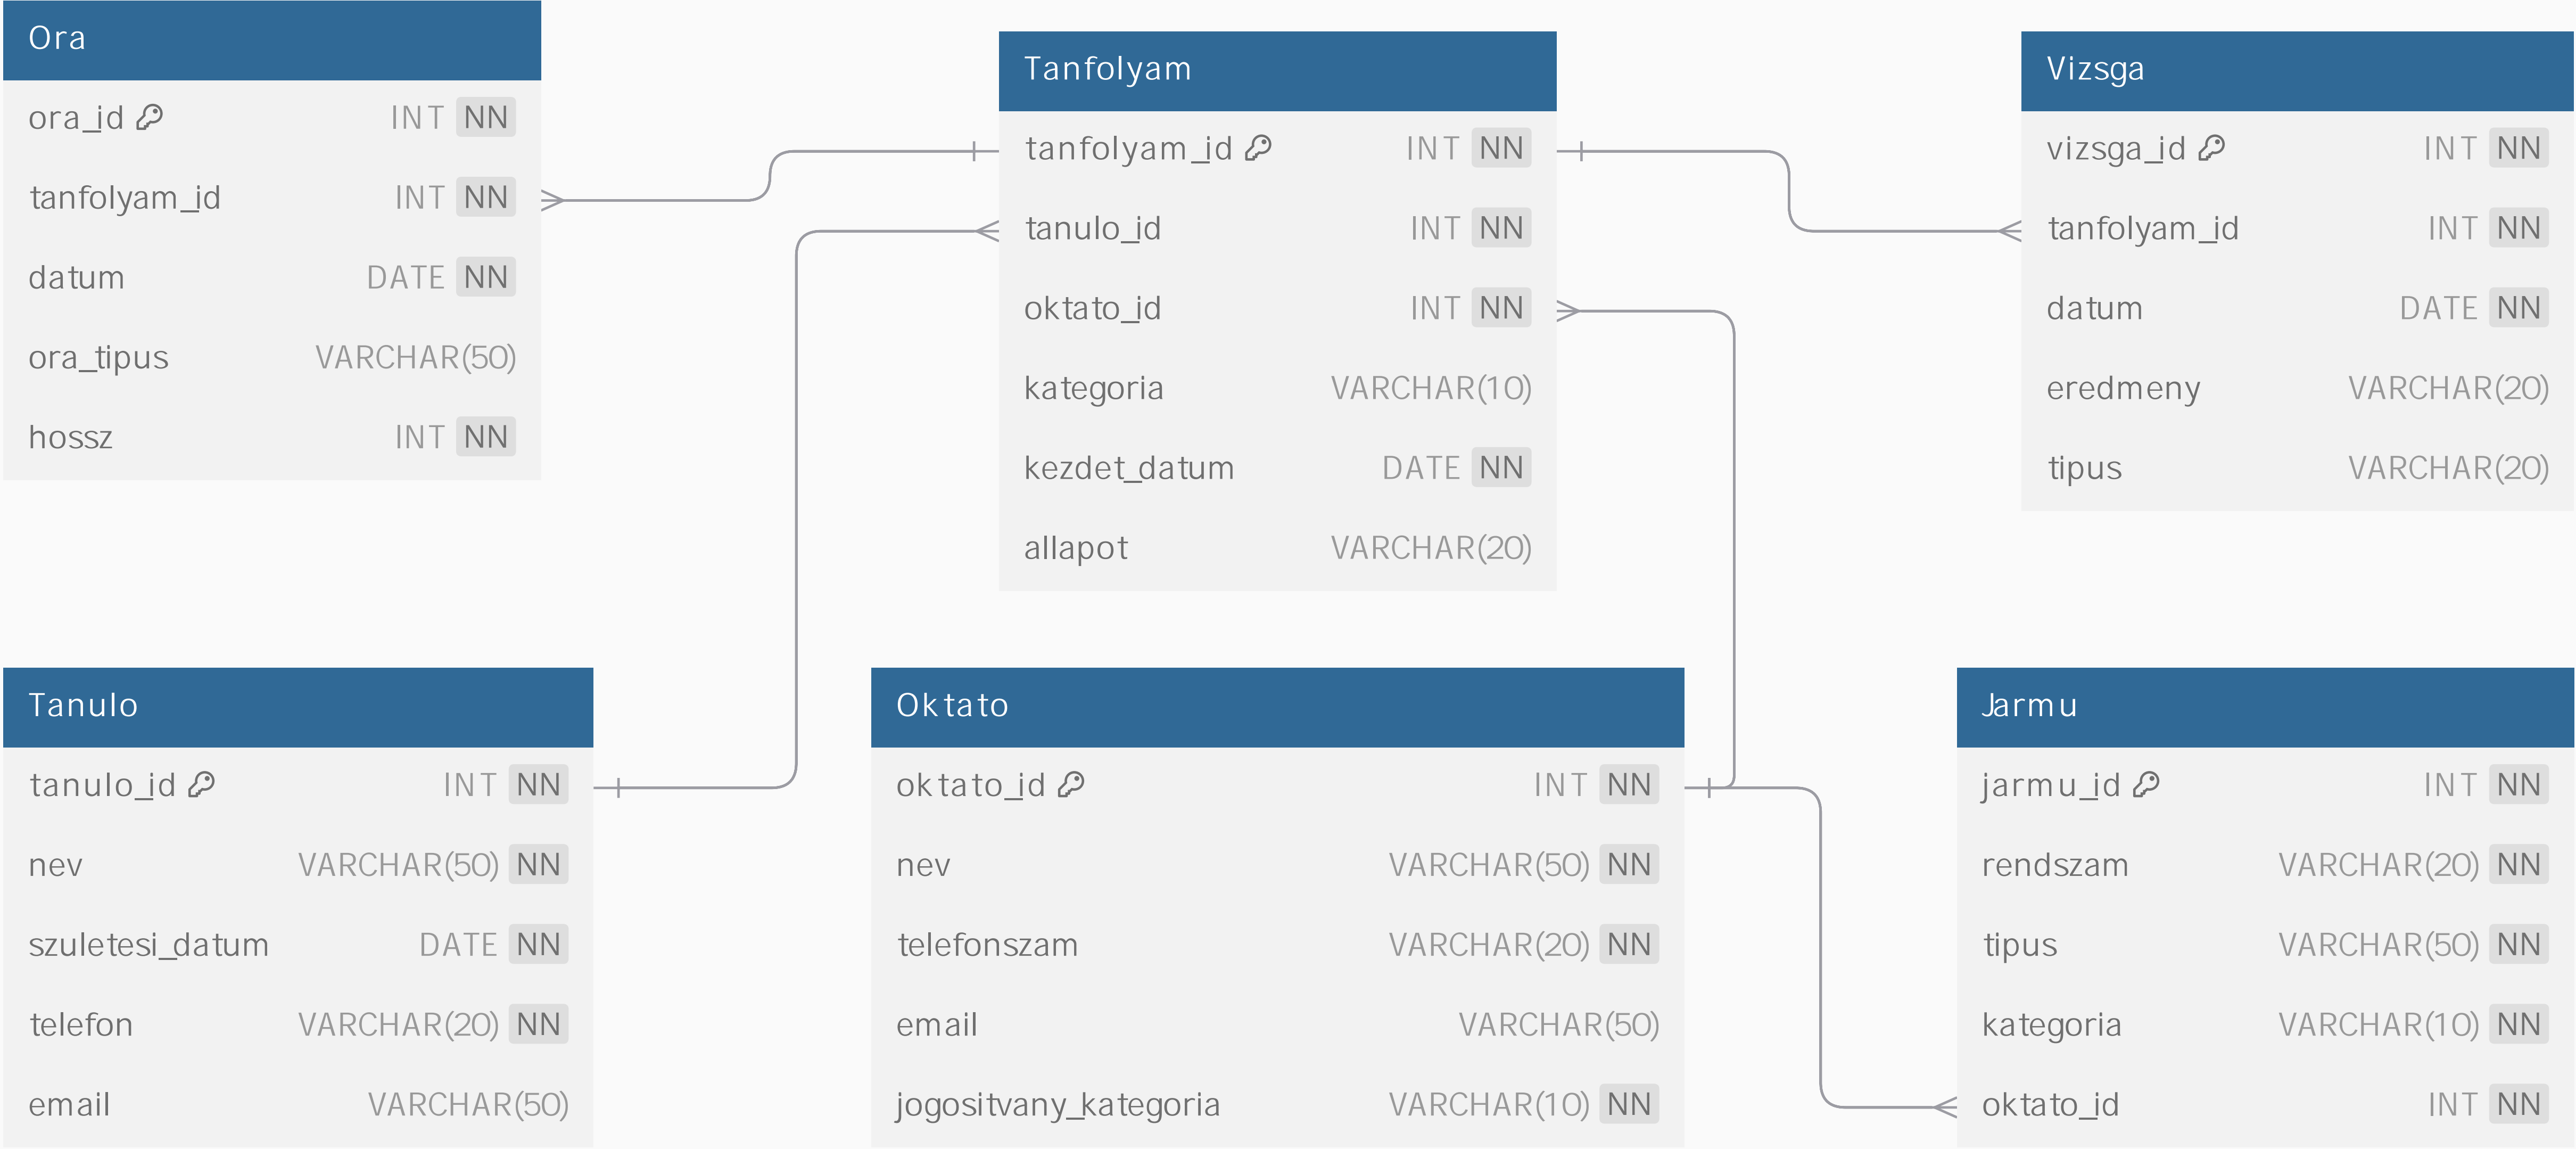 Ora
ora_id INT NN
tanfolyam_id INT NN
datum DATE NN
ora_tipus VARCHAR(50)
hossz INT NN
Tanfolyam
tanfolyam_id INT NN
tanulo_id INT NN
oktato_id INT NN
kategoria VARCHAR(10)
kezdet_datum DATE NN
allapot VARCHAR(20)
Vizsga
vizsga_id INT NN
tanfolyam_id INT NN
datum DATE NN
eredmeny VARCHAR(20)
tipus VARCHAR(20)
Tanulo
tanulo_id INT NN
nev VARCHAR(50) NN
szuletesi_datum DATE NN
telefon VARCHAR(20) NN
email VARCHAR(50)
Oktato
oktato_id INT NN
nev VARCHAR(50) NN
telefonszam VARCHAR(20) NN
email VARCHAR(50)
jogositvany_kategoria VARCHAR(10) NN
Jarmu
jarmu_id INT NN
rendszam VARCHAR(20) NN
tipus VARCHAR(50) NN
kategoria VARCHAR(10) NN
oktato_id INT NN